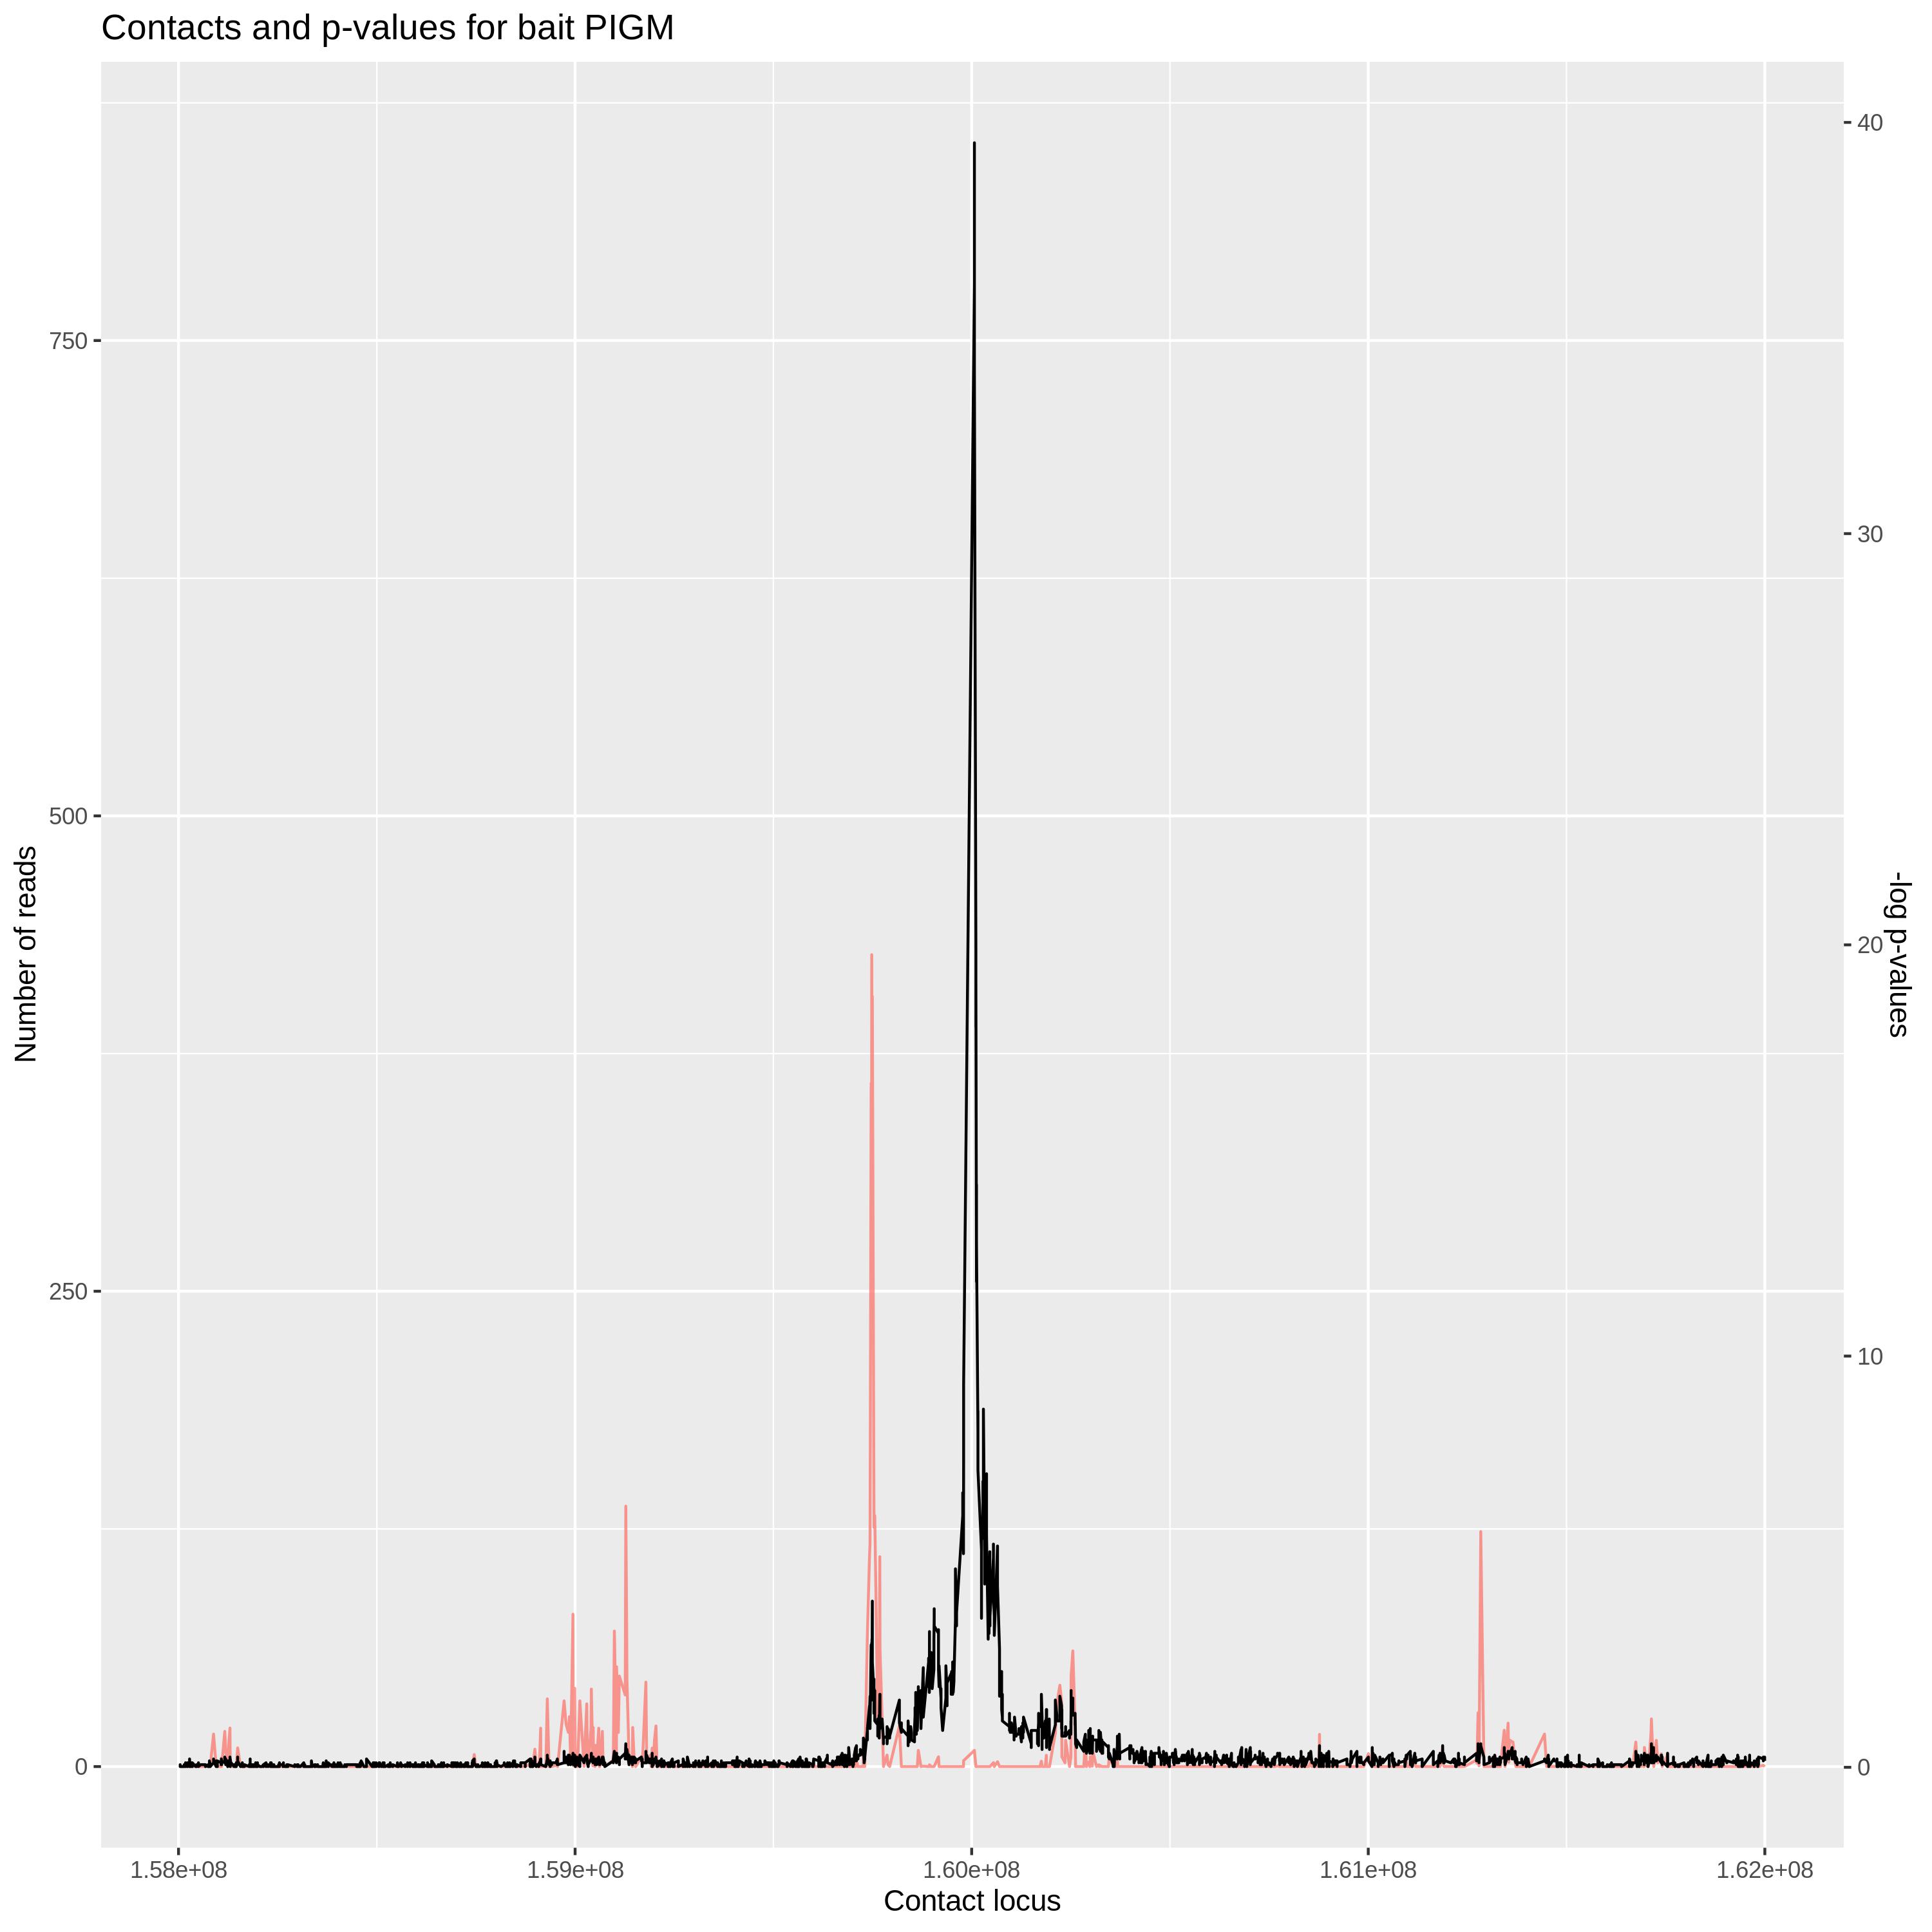 Contacts and p-values for bait PIGM
40
750
30
500
Number of reads
-log p-values
20
250
10
0
0
1.58e+08
1.59e+08
1.60e+08
1.61e+08
1.62e+08
Contact locus